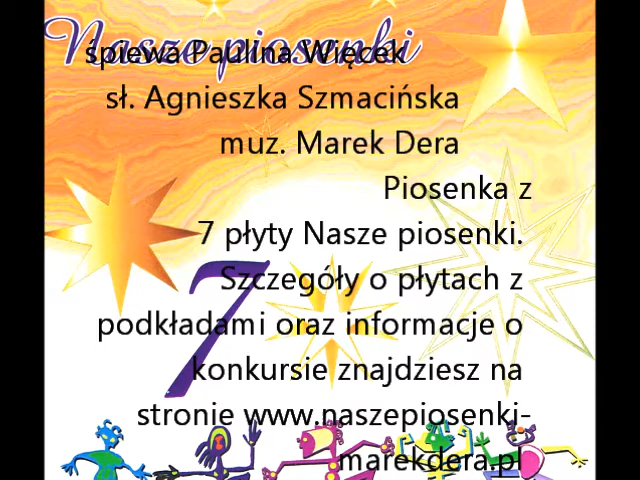 Nasze piosenki
śpiewa Paulina Więcek
sł. Agnieszka Szmacińska
muz. Marek Dera
Piosenka z
7 płyty Nasze piosenki.
Szczegóły o płytach z
7
podkładami oraz informacje o
konkursie znajdziesz na
stronie www.naszepiosenki-
marekdera.pl